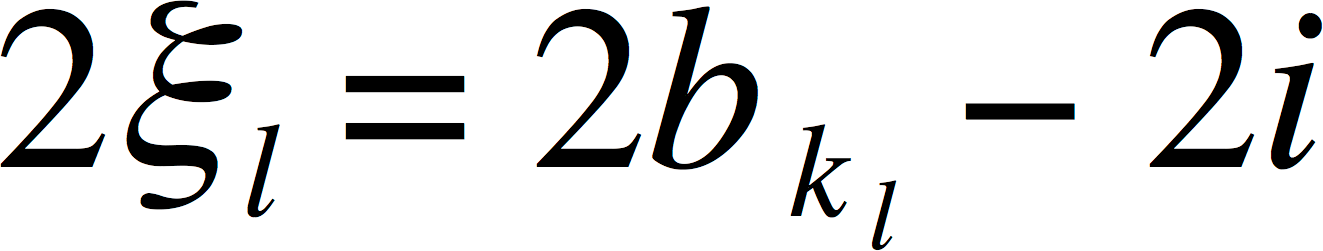 2ξ_l = 2b_{k_l} − 2i